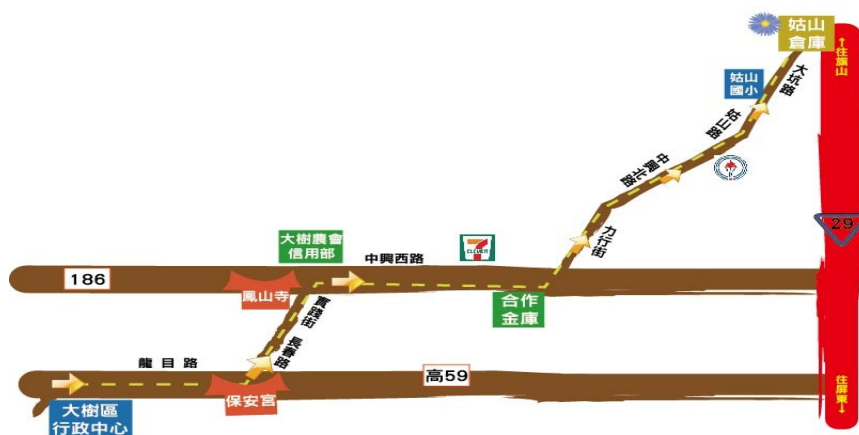 姑山
倉庫
↑往旗山
大坑路
姑山
國小
姑山路
中興北路
29
力行街
大樹農會
信用部
中興西路
7
ELEVEn
186
鳳山寺
合作
金庫
實踐街
長春路
龍目路
高59
保安宮
大樹區
行政中心
往屏東↓